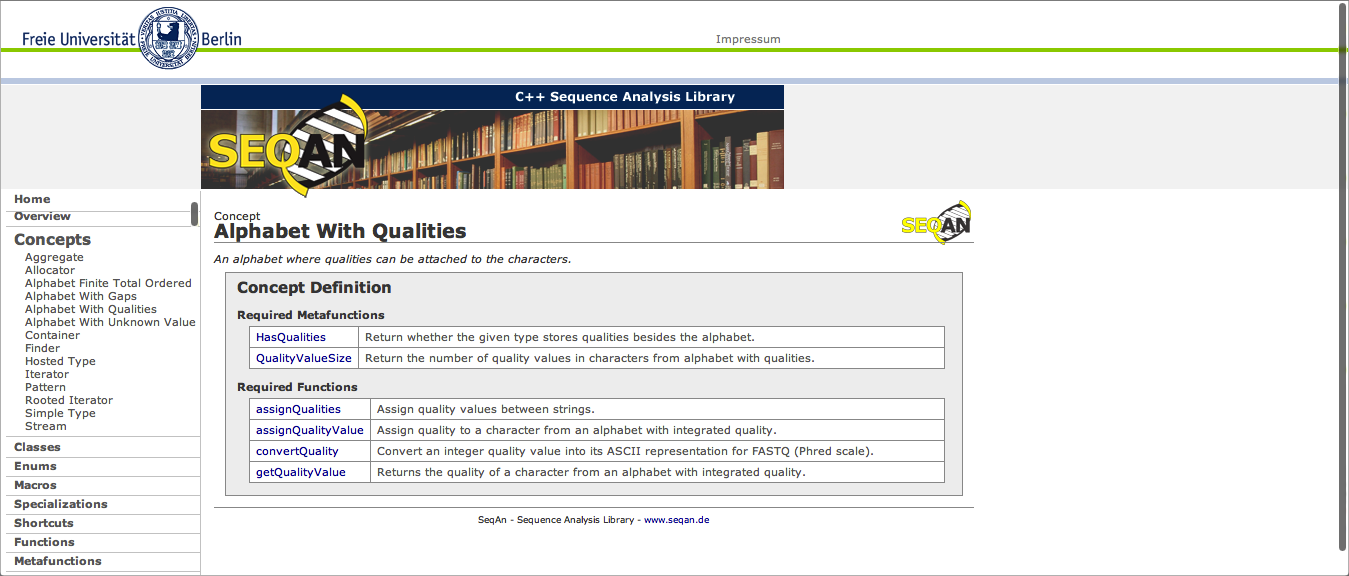 Freie Universität Berlin
Impressum
C++ Sequence Analysis Library
SEQAN
Home
Overview
Concepts
Aggregate
Allocator
Alphabet Finite Total Ordered
Alphabet With Gaps
Alphabet With Qualities
Alphabet With Unknown Value
Container
Finder
Hosted Type
Iterator
Pattern
Rooted Iterator
Simple Type
Stream
Classes
Enums
Macros
Specializations
Shortcuts
Functions
Metafunctions
Concept
Alphabet With Qualities
SEQAN
An alphabet where qualities can be attached to the characters.
Concept Definition
Required Metafunctions
HasQualities Return whether the given type stores qualities besides the alphabet.
QualityValueSize Return the number of quality values in characters from alphabet with qualities.
Required Functions
assignQualities Assign quality values between strings.
assignQualityValue Assign quality to a character from an alphabet with integrated quality.
convertQuality Convert an integer quality value into its ASCII representation for FASTQ (Phred scale).
getQualityValue Returns the quality of a character from an alphabet with integrated quality.
SeqAn - Sequence Analysis Library - www.seqan.de